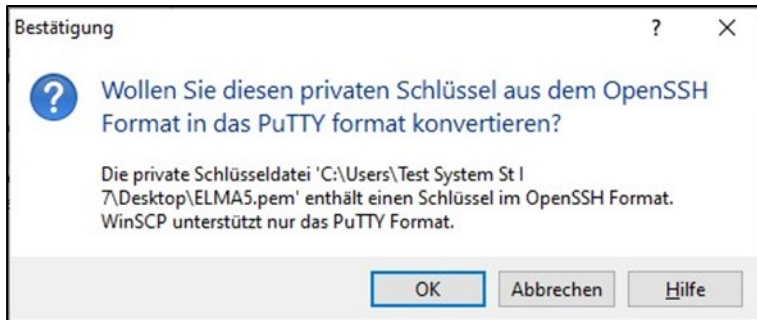 Bestätigung
?
Wollen Sie diesen privaten Schlüssel aus dem OpenSSH
Format in das PuTTY format konvertieren?
Die private Schlüsseldatei 'C:\Users\Test System St I
7\Desktop\ELMA5.pem' enthält einen Schlüssel im OpenSSH Format.
WinSCP unterstützt nur das PuTTY Format.
OK Abbrechen Hilfe